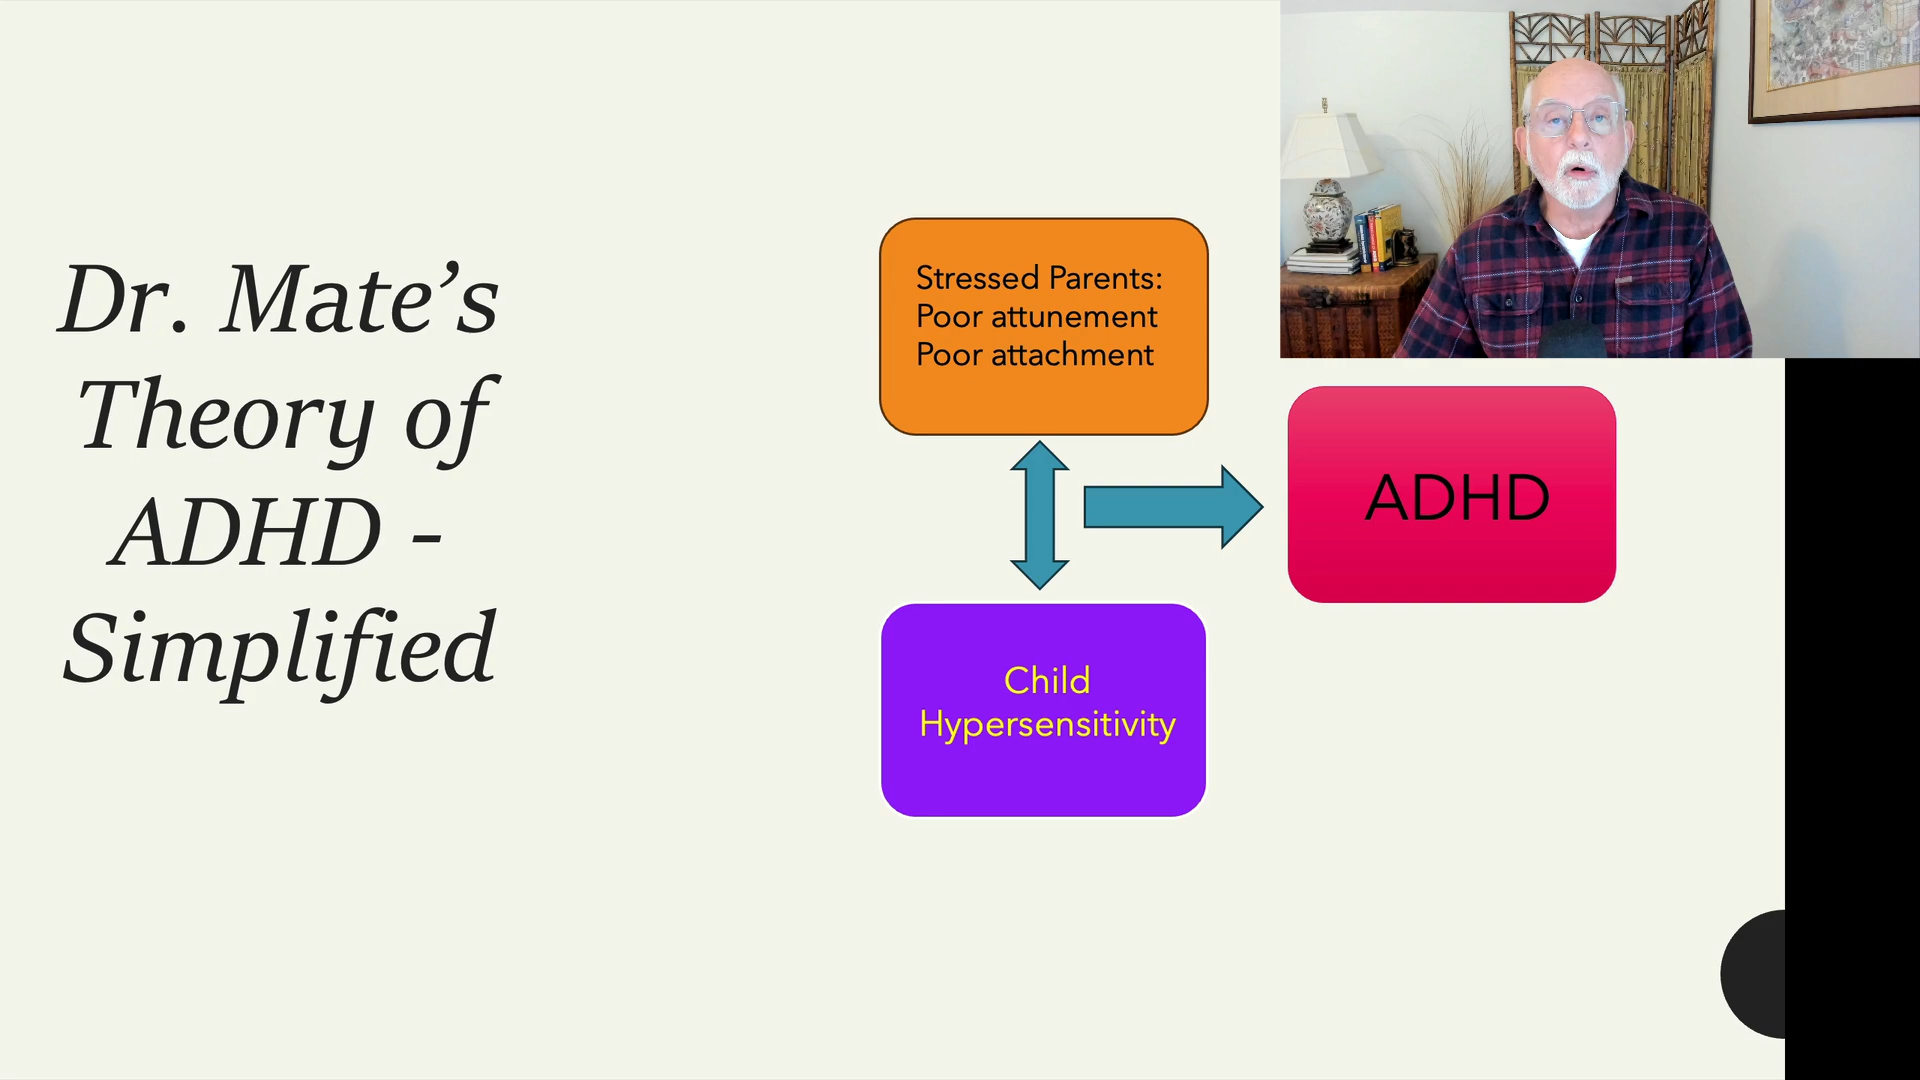 Dr. Mate’s
Theory of
ADHD -
Simplified
Stressed Parents:
Poor attunement
Poor attachment
ADHD
Child
Hypersensitivity